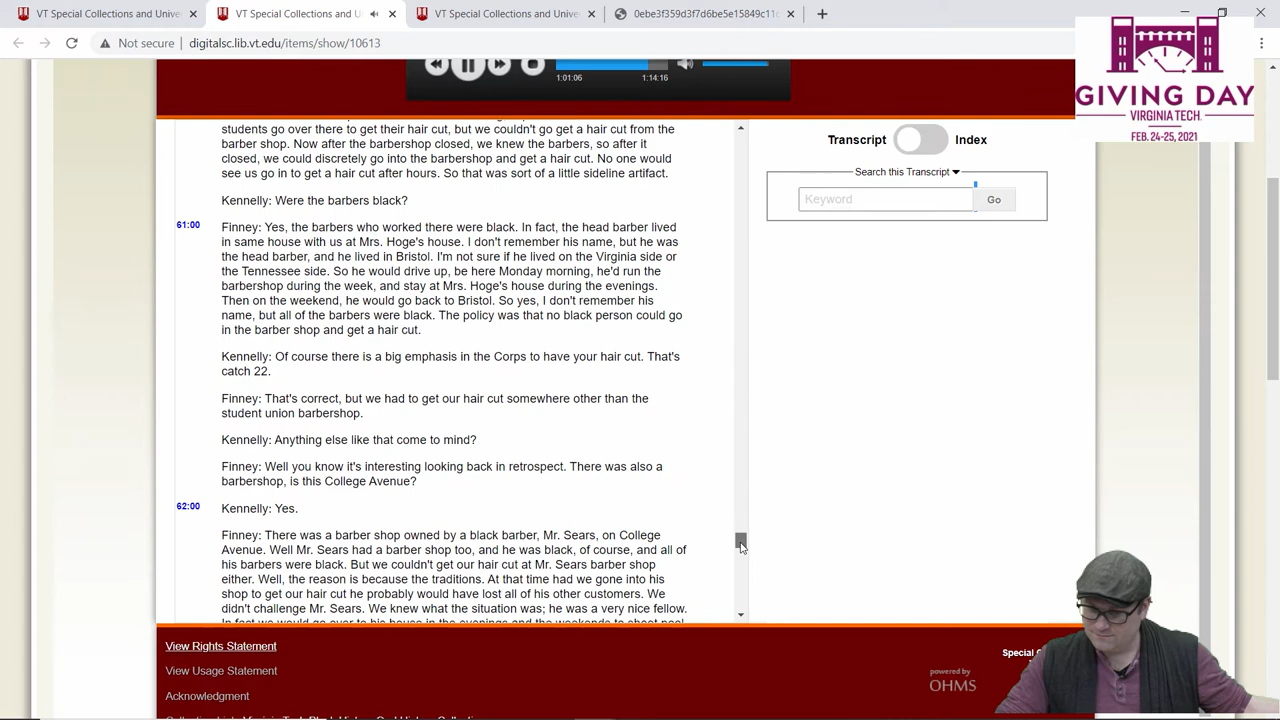 VT Special Collections and Unive
VT Special Collections and U
VT Special Collections and Unive
0ebe3f359d3f7d6be5e15849c11
Not secure
digitalsc.lib.vt.edu/items/show/10613
GIVING DAY
VIRGINIA TECH.
FEB. 24-25, 2021
1:01:06
1:14:16
students go over there to get their hair cut, but we couldn't go get a hair cut from the
barber shop. Now after the barbershop closed, we knew the barbers, so after it
closed, we could discretely go into the barbershop and get a hair cut. No one would
see us go in to get a hair cut after hours. So that was sort of a little sideline artifact.
Kennelly: Were the barbers black?
61:00
Finney: Yes, the barbers who worked there were black. In fact, the head barber lived
in same house with us at Mrs. Hoge's house. I don't remember his name, but he was
the head barber, and he lived in Bristol. I'm not sure if he lived on the Virginia side or
the Tennessee side. So he would drive up, be here Monday morning, he'd run the
barbershop during the week, and stay at Mrs. Hoge's house during the evenings.
Then on the weekend, he would go back to Bristol. So yes, I don't remember his
name, but all of the barbers were black. The policy was that no black person could go
in the barber shop and get a hair cut.
Kennelly: Of course there is a big emphasis in the Corps to have your hair cut. That's
catch 22.
Finney: That's correct, but we had to get our hair cut somewhere other than the
student union barbershop.
Kennelly: Anything else like that come to mind?
Finney: Well you know it's interesting looking back in retrospect. There was also a
barbershop, is this College Avenue?
62:00
Kennelly: Yes.
Finney: There was a barber shop owned by a black barber, Mr. Sears, on College
Avenue. Well Mr. Sears had a barber shop too, and he was black, of course, and all of
his barbers were black. But we couldn't get our hair cut at Mr. Sears barber shop
either. Well, the reason is because the traditions. At that time had we gone into his
shop to get our hair cut he probably would have lost all of his other customers. We
didn't challenge Mr. Sears. We knew what the situation was; he was a very nice fellow.
In fact we would go over to his house in the evenings and the weekends to shoot pool
Transcript
Index
Search this Transcript
Keyword
Go
View Rights Statement
View Usage Statement
Acknowledgment
Special
powered by
OHMS